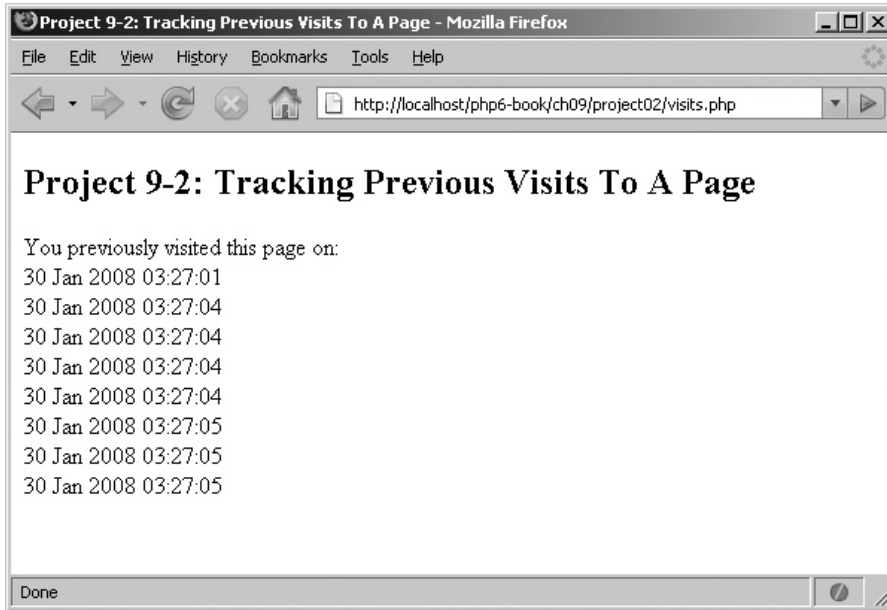 Project 9-2: Tracking Previous Visits To A Page - Mozilla Firefox
File Edit View History Bookmarks Tools Help
http://localhost/php6-book/ch09/project02/visits.php
Project 9-2: Tracking Previous Visits To A Page
You previously visited this page on:
30 Jan 2008 03:27:01
30 Jan 2008 03:27:04
30 Jan 2008 03:27:04
30 Jan 2008 03:27:04
30 Jan 2008 03:27:04
30 Jan 2008 03:27:05
30 Jan 2008 03:27:05
30 Jan 2008 03:27:05
Done